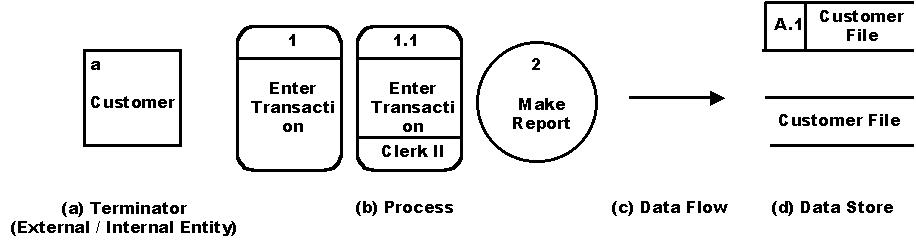 a
Customer
1
Enter
Transacti
on
1.1
Enter
Transacti
on
Clerk II
2
Make
Report
A.1
Customer
File
Customer File
(a) Terminator
(External / Internal Entity)
(b) Process
(c) Data Flow
(d) Data Store